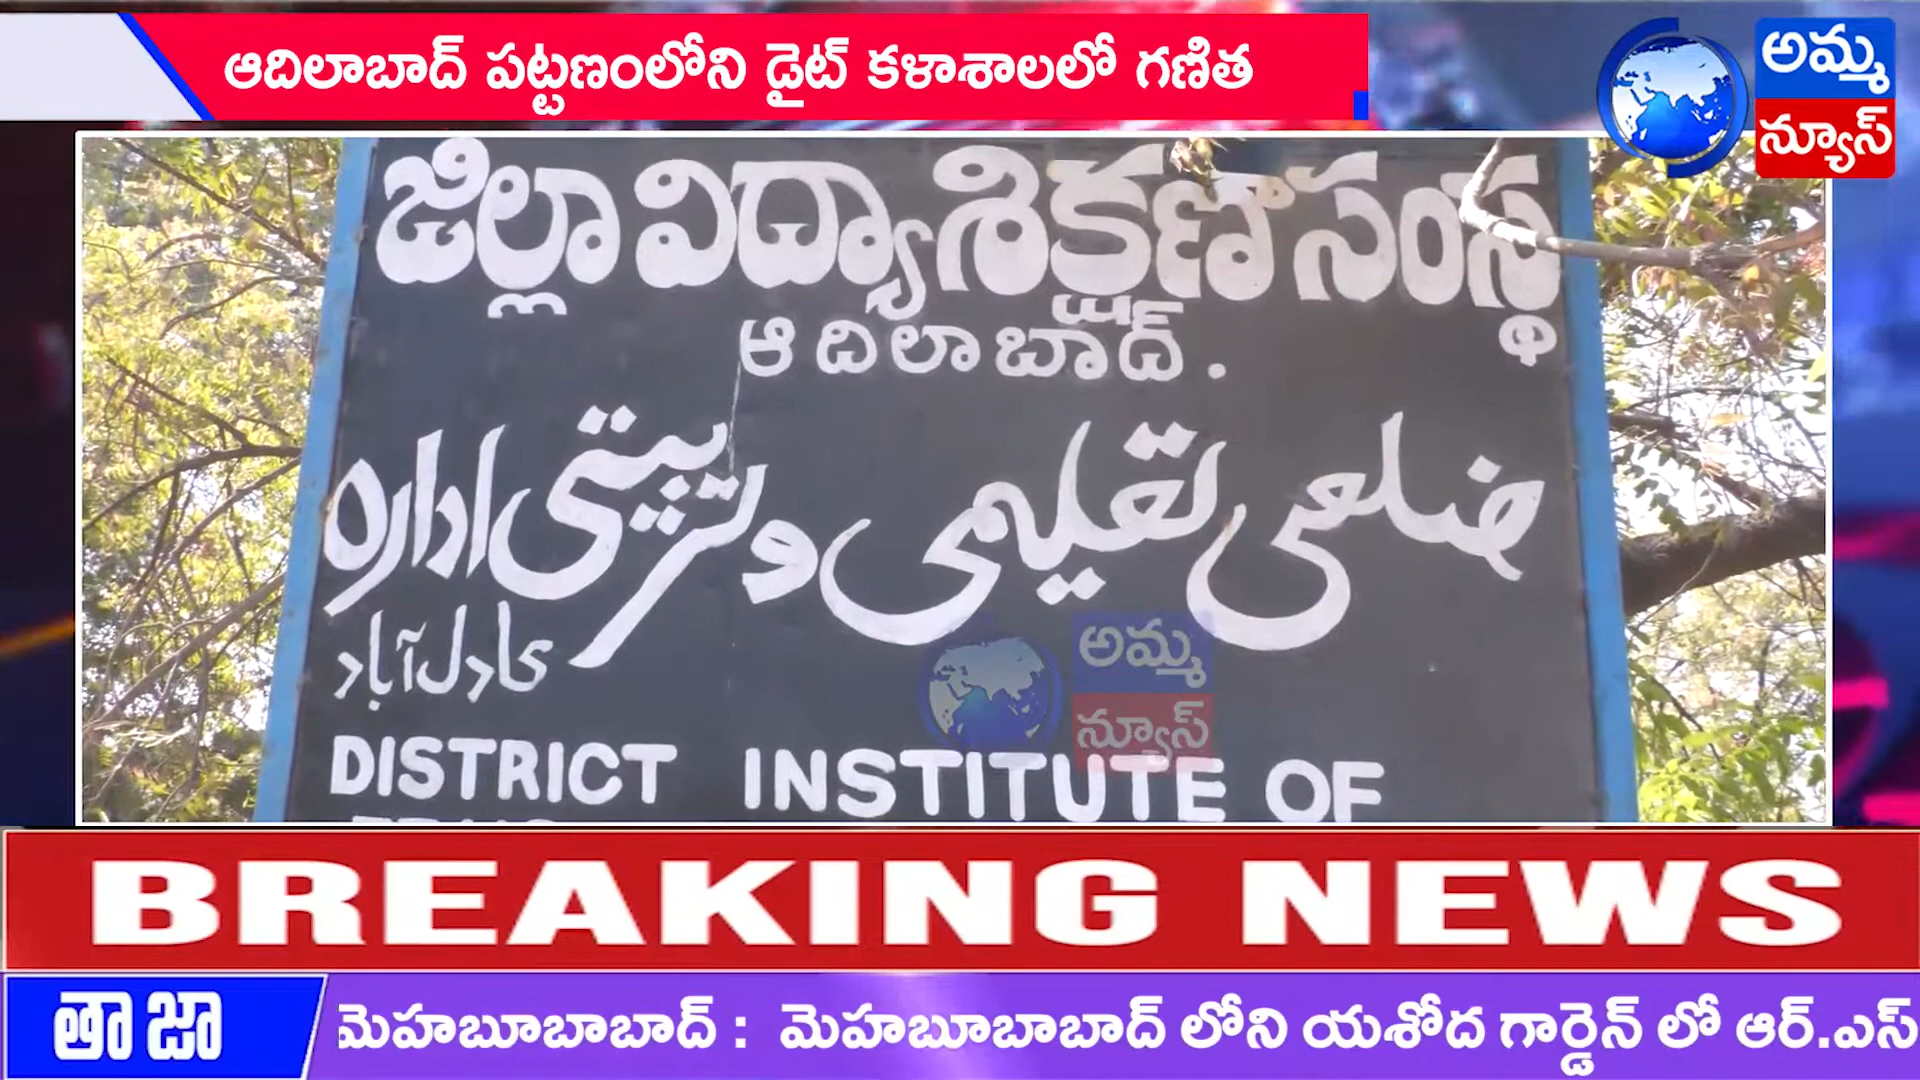 ఆదిలాబాద్ పట్టణంలోని డైట్ కళాశాలలో గణిత
అమ్మ
న్యూస్
జిల్లా విద్యా శిక్షణా సంస్థ
ఆదిలాబాద్.
ضلعی تعلیمی و تربیتی ادارہ
عادل آباد
అమ్మ
న్యూస్
DISTRICT INSTITUTE OF
BREAKING NEWS
తాజా
మెహబూబాబాద్ : మెహబూబాబాద్ లోని యశోద గార్డెన్ లో ఆర్.ఎస్